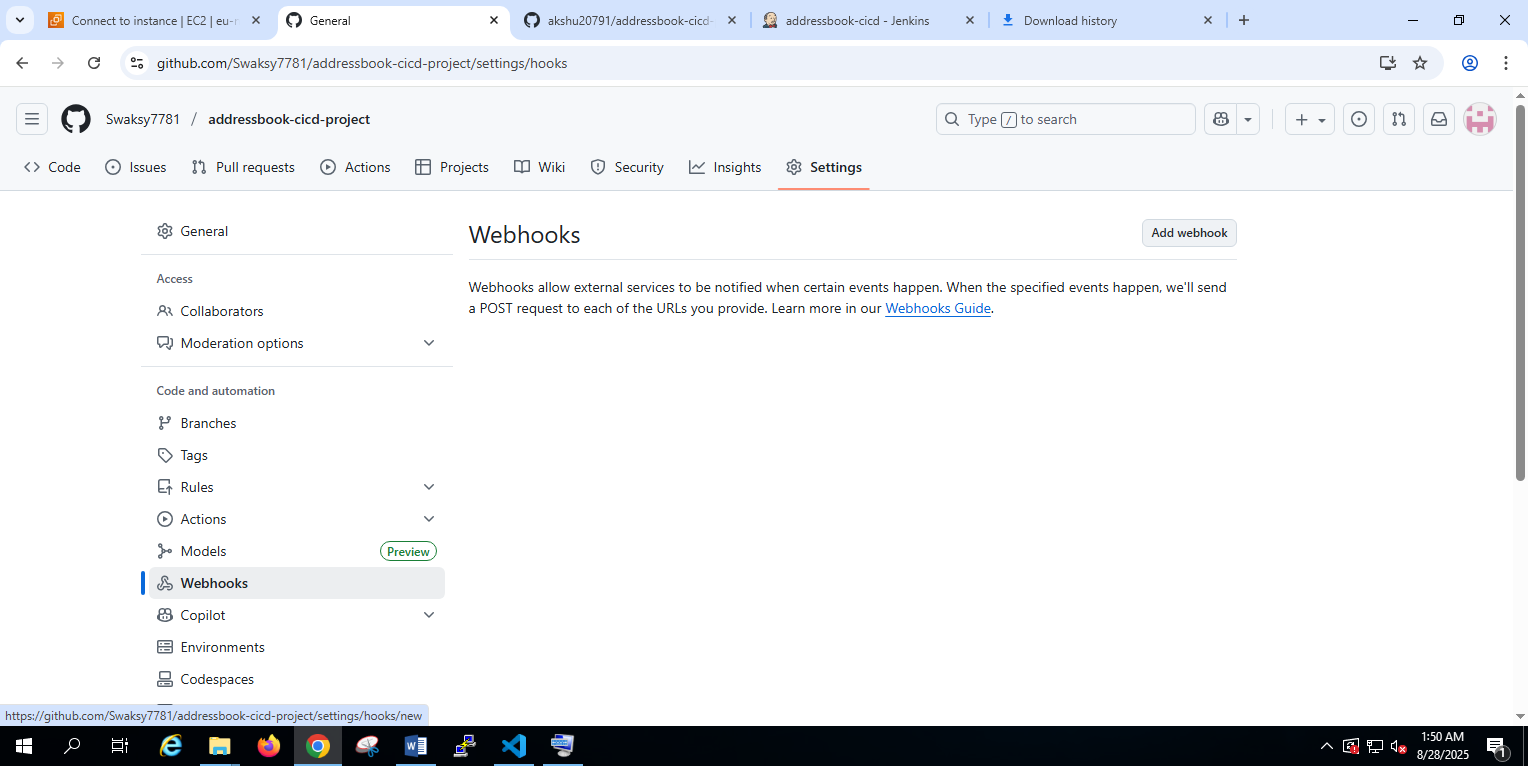 Connect to instance | EC2 | eu-n
General
akshu20791/addressbook-cicd-
addressbook-cicd - Jenkins
Download history
github.com/Swaksy7781/addressbook-cicd-project/settings/hooks
Swaksy7781 / addressbook-cicd-project
Type / to search
Code
Issues
Pull requests
Actions
Projects
Wiki
Security
Insights
Settings
General
Access
Collaborators
Moderation options
Code and automation
Branches
Tags
Rules
Actions
Models
Preview
Webhooks
Copilot
Environments
Codespaces
Webhooks
Add webhook
Webhooks allow external services to be notified when certain events happen. When the specified events happen, we'll send
a POST request to each of the URLs you provide. Learn more in our Webhooks Guide.
https://github.com/Swaksy7781/addressbook-cicd-project/settings/hooks/new
1:50 AM
8/28/2025
1